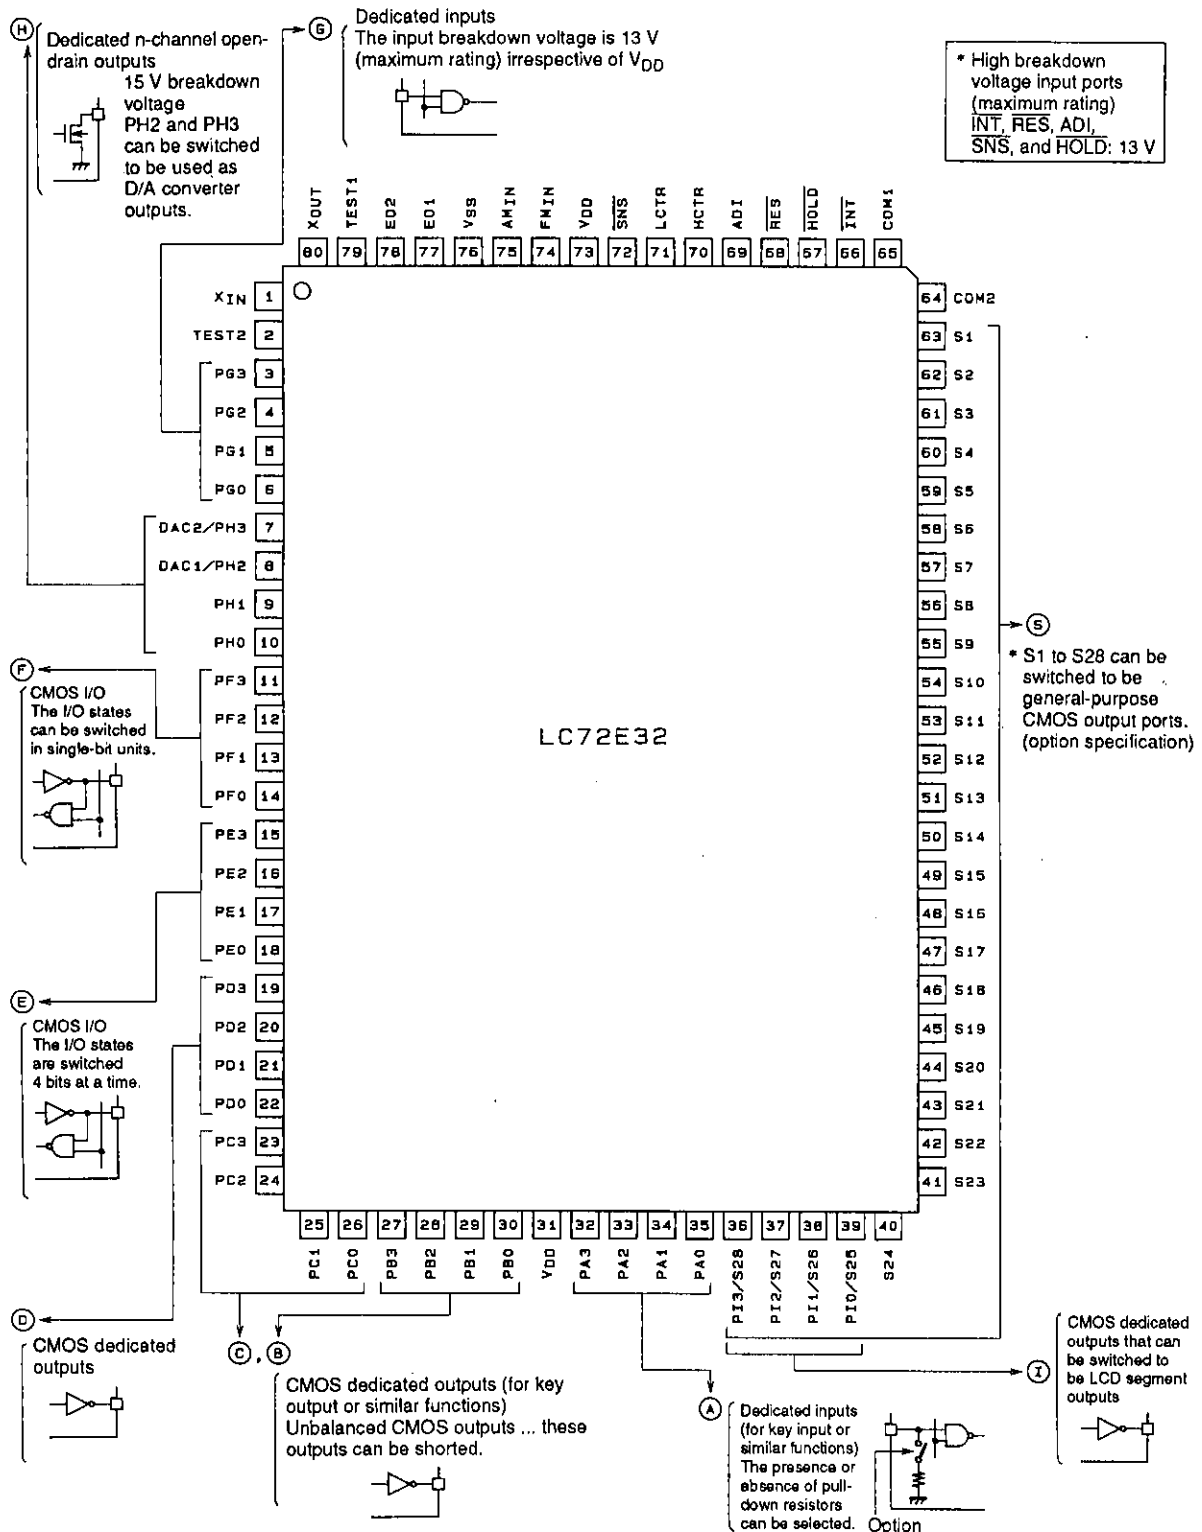 H
Dedicated n-channel open-
drain outputs
15 V breakdown
voltage
PH2 and PH3
can be switched
to be used as
D/A converter
outputs.
G
Dedicated inputs
The input breakdown voltage is 13 V
(maximum rating) irrespective of VDD
* High breakdown
voltage input ports
(maximum rating)
INT, RES, ADI,
SNS, and HOLD: 13 V
XOUT TEST1 EO2 EO1 VSS AMIN FMIN VDD SNS LCTR HCTR ADI RES HOLD INT COM1
80 79 78 77 76 75 74 73 72 71 70 69 68 67 66 65
XIN 1
TEST2 2
PG3 3
PG2 4
PG1 5
PG0 6
DAC2/PH3 7
DAC1/PH2 8
PH1 9
PH0 10
PF3 11
PF2 12
PF1 13
PF0 14
PE3 15
PE2 16
PE1 17
PE0 18
PD3 19
PD2 20
PD1 21
PD0 22
PC3 23
PC2 24
LC72E32
64 COM2
63 S1
62 S2
61 S3
60 S4
59 S5
58 S6
57 S7
56 S8
55 S9
54 S10
53 S11
52 S12
51 S13
50 S14
49 S15
48 S16
47 S17
46 S18
45 S19
44 S20
43 S21
42 S22
41 S23
25 26 27 28 29 30 31 32 33 34 35 36 37 38 39 40
PC1 PC0 PB3 PB2 PB1 PB0 VDD PA3 PA2 PA1 PA0 PI3/S28 PI2/S27 PI1/S26 PI0/S25 S24
F
CMOS I/O
The I/O states
can be switched
in single-bit units.
E
CMOS I/O
The I/O states
are switched
4 bits at a time.
D
CMOS dedicated
outputs
C, B
CMOS dedicated outputs (for key
output or similar functions)
Unbalanced CMOS outputs ... these
outputs can be shorted.
A
Dedicated inputs
(for key input or
similar functions)
The presence or
absence of pull-
down resistors
can be selected.
Option
I
CMOS dedicated
outputs that can
be switched to
be LCD segment
outputs
S
* S1 to S28 can be
switched to be
general-purpose
CMOS output ports.
(option specification)